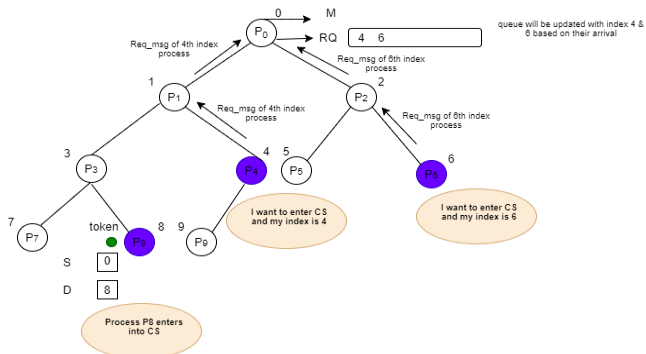 0
M
P0
RQ
4 6
queue will be updated with index 4 &
6 based on their arrival
Req_msg of 4th index
process
Req_msg of 6th index
process
1
P1
2
P2
Req_msg of 4th index
process
Req_msg of 6th index
process
3
P3
4
P4
5
P5
6
P6
I want to enter CS
and my index is 4
I want to enter CS
and my index is 6
7
P7
token
P8
8
9
P9
S
0
D
8
Process P8 enters
into CS